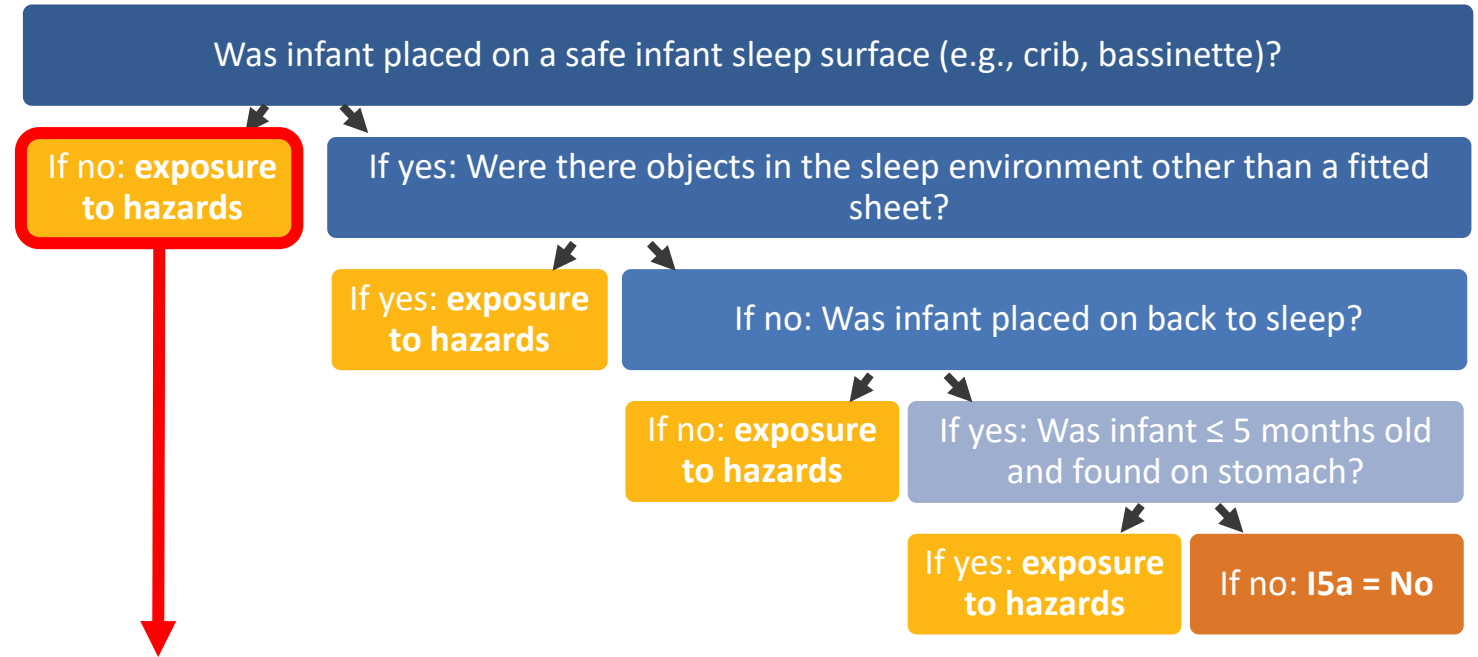 Was infant placed on a safe infant sleep surface (e.g., crib, bassinette)?
If no: exposure
to hazards
If yes: Were there objects in the sleep environment other than a fitted
sheet?
If yes: exposure
to hazards
If no: Was infant placed on back to sleep?
If no: exposure
to hazards
If yes: Was infant ≤ 5 months old
and found on stomach?
If yes: exposure
to hazards
If no: I5a = No